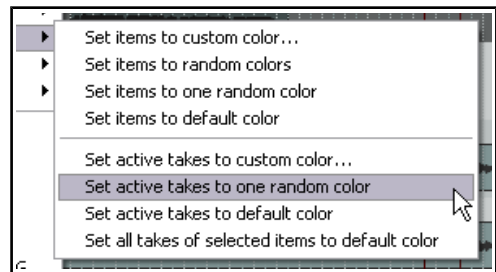 Set items to custom color...
Set items to random colors
Set items to one random color
Set items to default color
Set active takes to custom color...
Set active takes to one random color
Set active takes to default color
Set all takes of selected items to default color